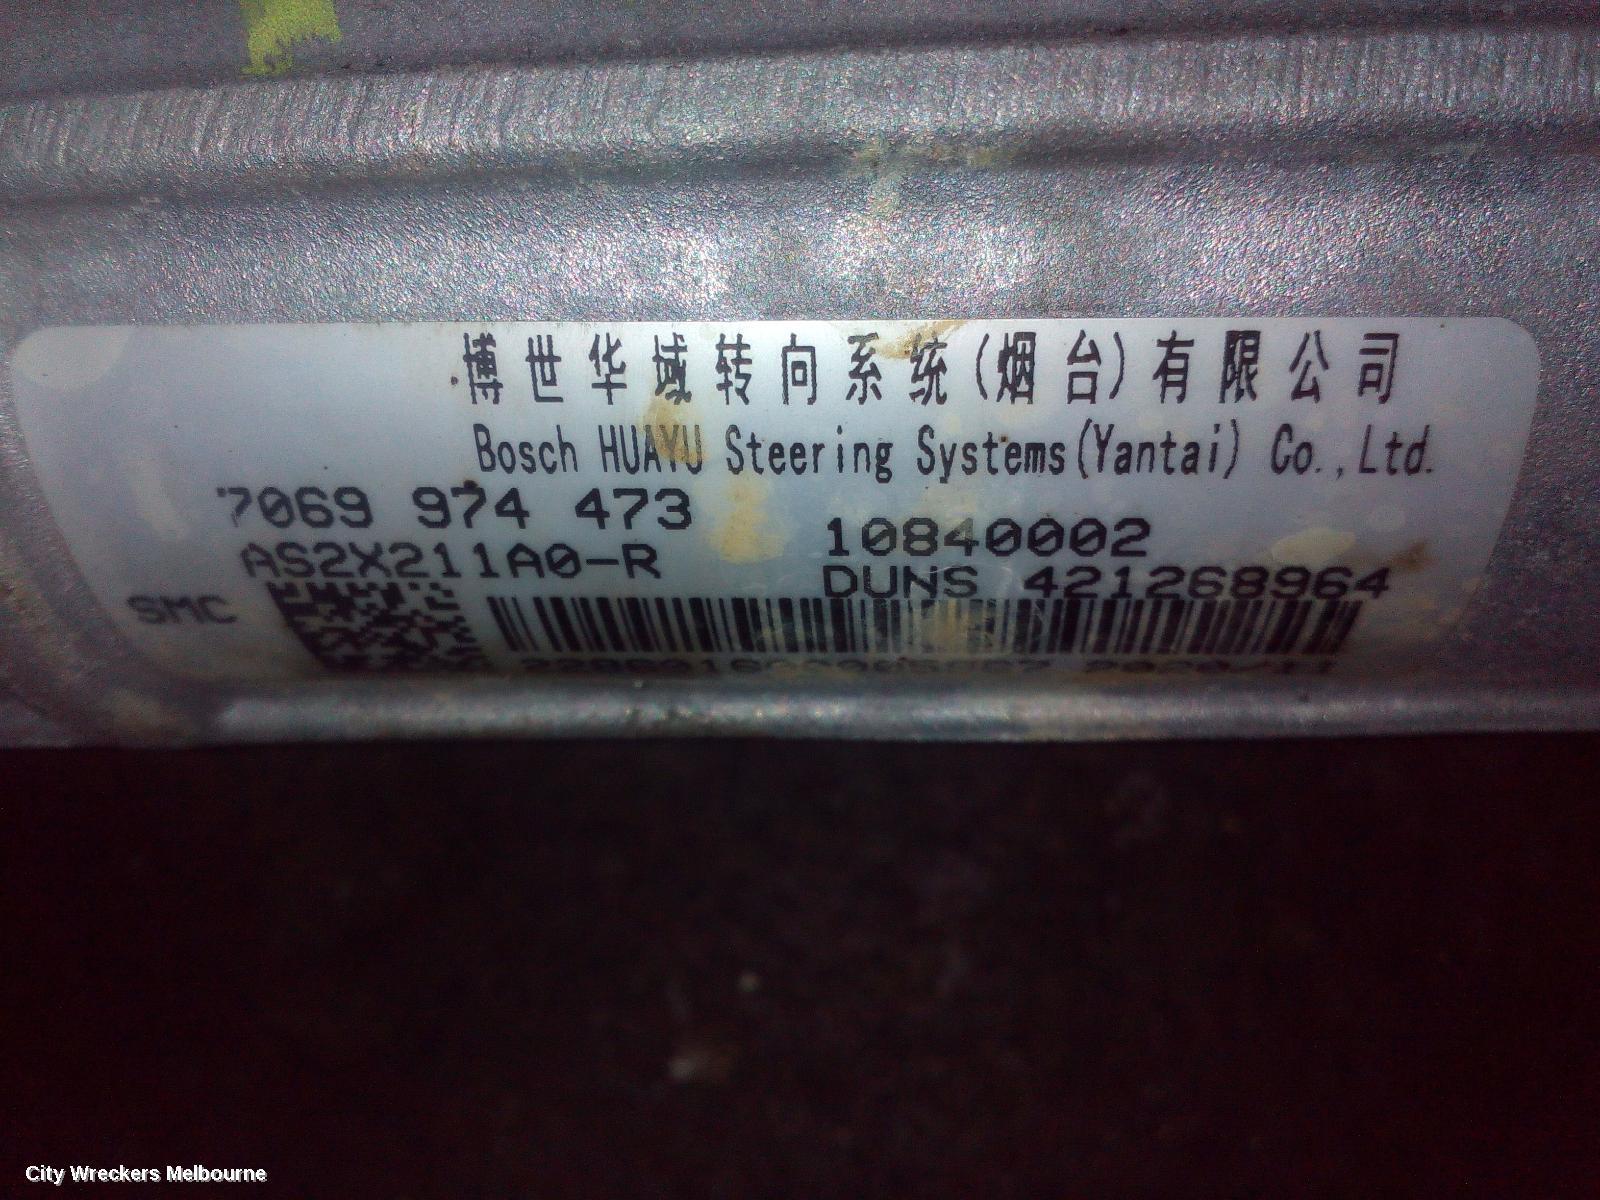 博世华域转向系统(烟台)有限公司
Bosch HUAYU Steering Systems(Yantai) Co.,Ltd.
7069 974 473
10840002
AS2X211A0-R
DUNS 421268964
SMC
City Wreckers Melbourne